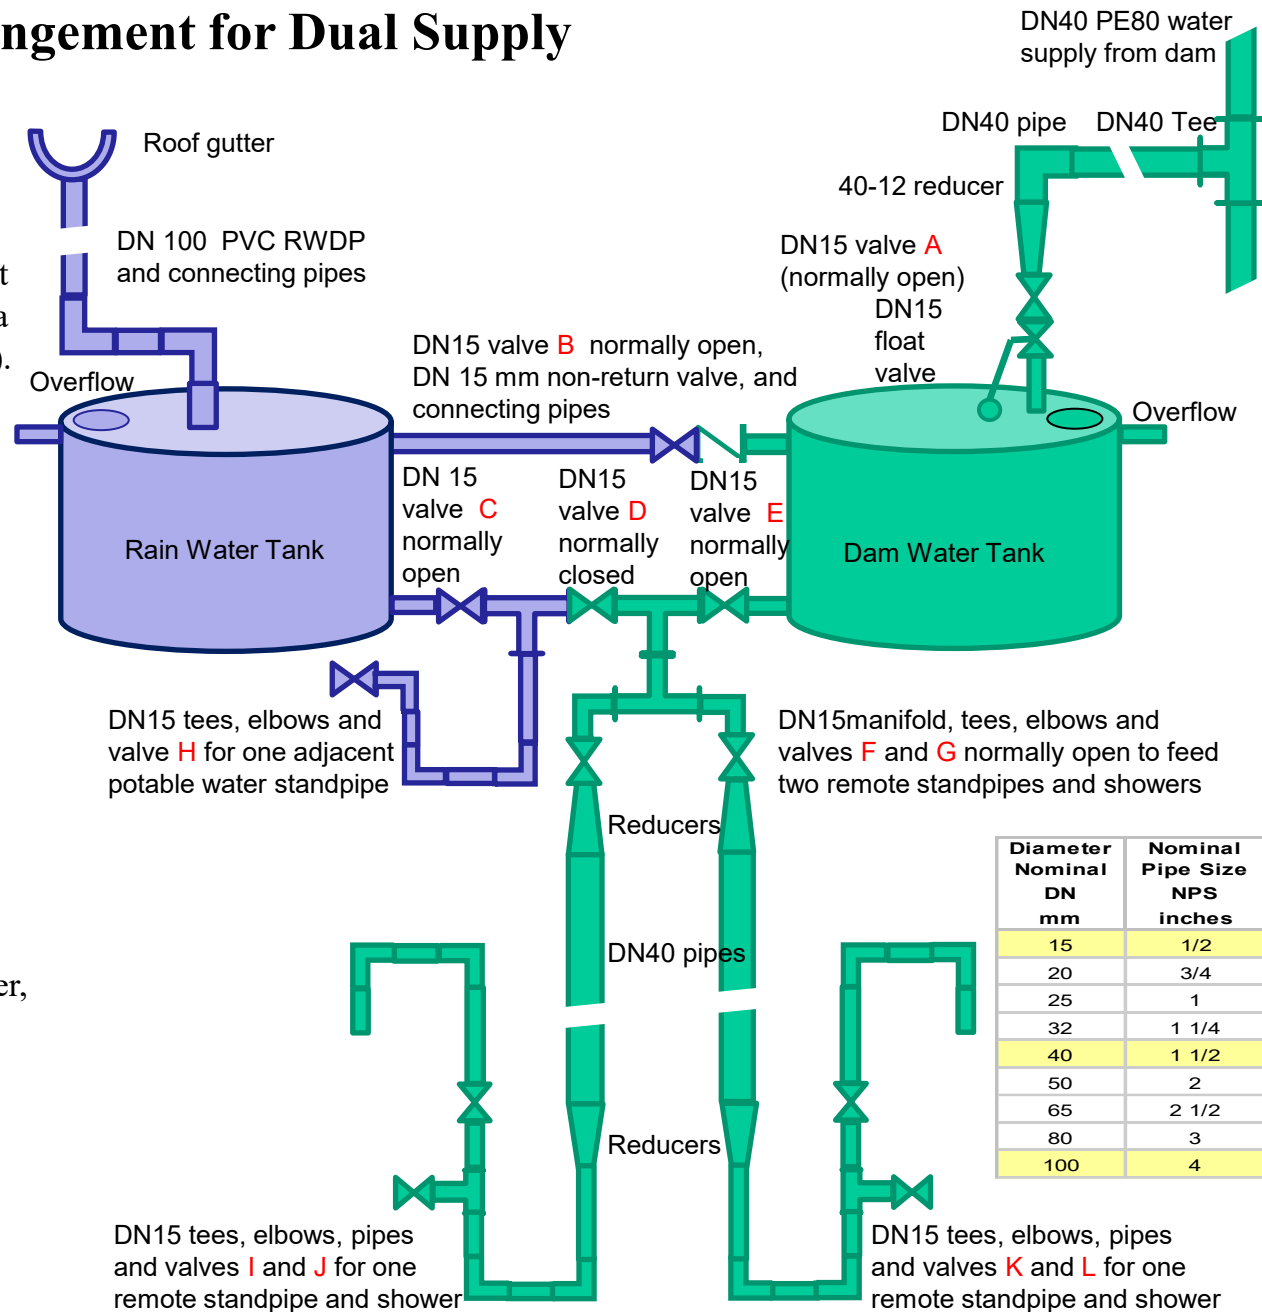 ngement for Dual Supply
DN40 PE80 water
supply from dam
Roof gutter
DN40 pipe
DN40 Tee
40-12 reducer
DN 100 PVC RWDP
and connecting pipes
DN15 valve A
(normally open)
t
a
).
DN15
float
valve
DN15 valve B normally open,
DN 15 mm non-return valve, and
connecting pipes
Overflow
Overflow
DN 15
valve C
normally
open
DN15
valve D
normally
closed
DN15
valve E
normally
open
Rain Water Tank
Dam Water Tank
DN15 tees, elbows and
valve H for one adjacent
potable water standpipe
DN15manifold, tees, elbows and
valves F and G normally open to feed
two remote standpipes and showers
Reducers
DN40 pipes
er,
Reducers
Diameter Nominal
Nominal Pipe Size
DN NPS
mm inches
15 1/2
20 3/4
25 1
32 1 1/4
40 1 1/2
50 2
65 2 1/2
80 3
100 4
DN15 tees, elbows, pipes
and valves I and J for one
remote standpipe and shower
DN15 tees, elbows, pipes
and valves K and L for one
remote standpipe and shower